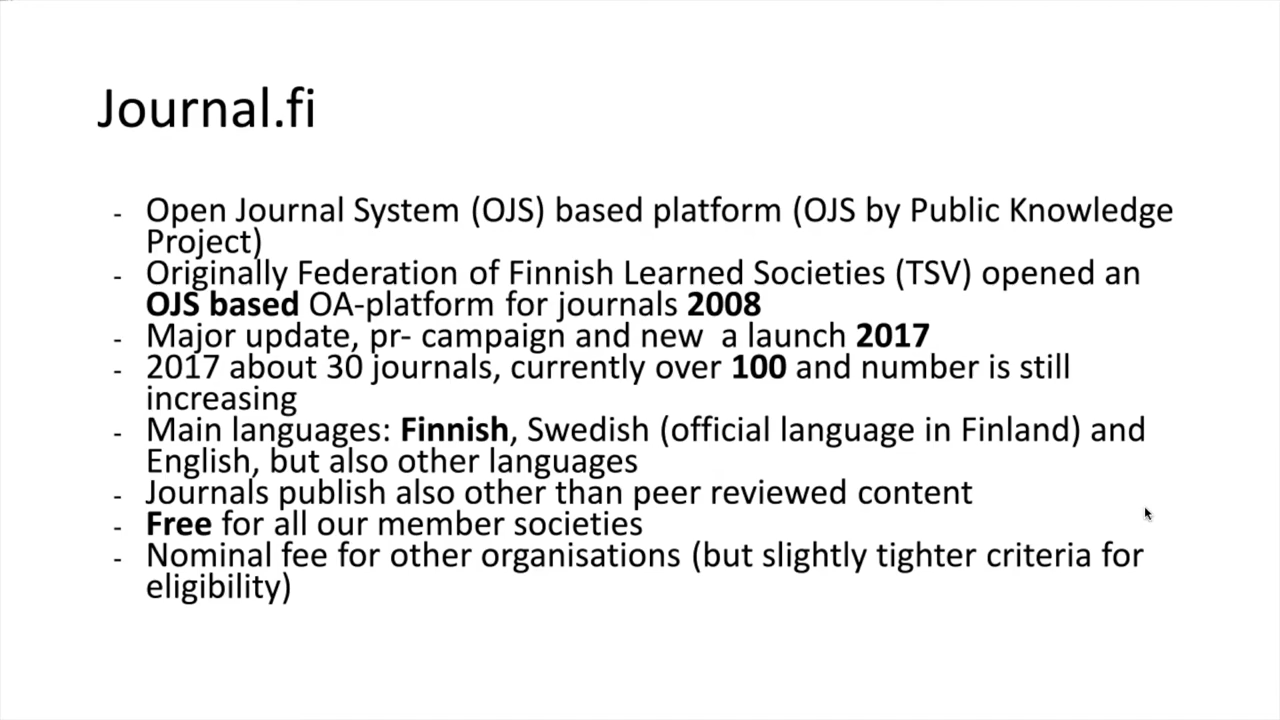 Journal.fi
- Open Journal System (OJS) based platform (OJS by Public Knowledge
Project)
- Originally Federation of Finnish Learned Societies (TSV) opened an
OJS based OA-platform for journals 2008
- Major update, pr- campaign and new  a launch 2017
- 2017 about 30 journals, currently over 100 and number is still
increasing
- Main languages: Finnish, Swedish (official language in Finland) and
English, but also other languages
- Journals publish also other than peer reviewed content
- Free for all our member societies
- Nominal fee for other organisations (but slightly tighter criteria for
eligibility)